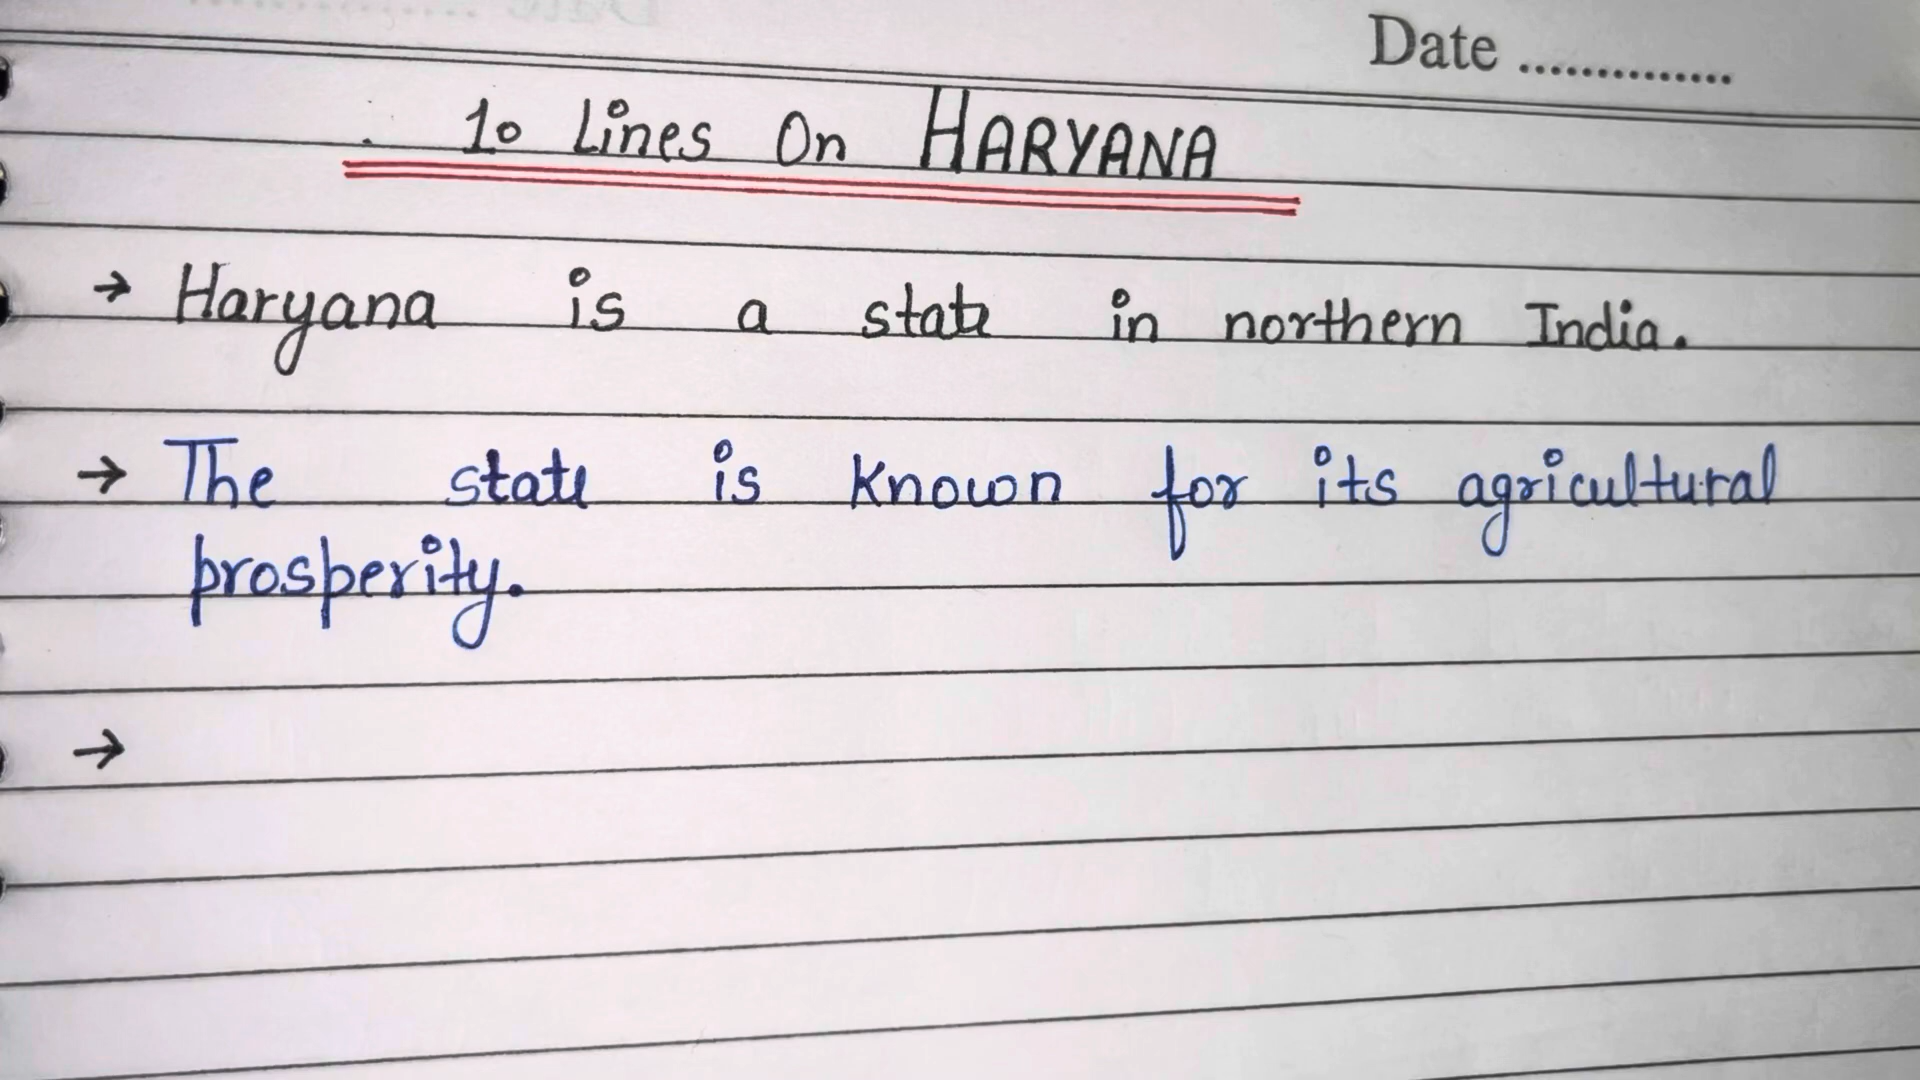 Date ..............
10 Lines On HARYANA
→ Haryana is a state in northern India.
→ The state is known for its agricultural
prosperity.
→